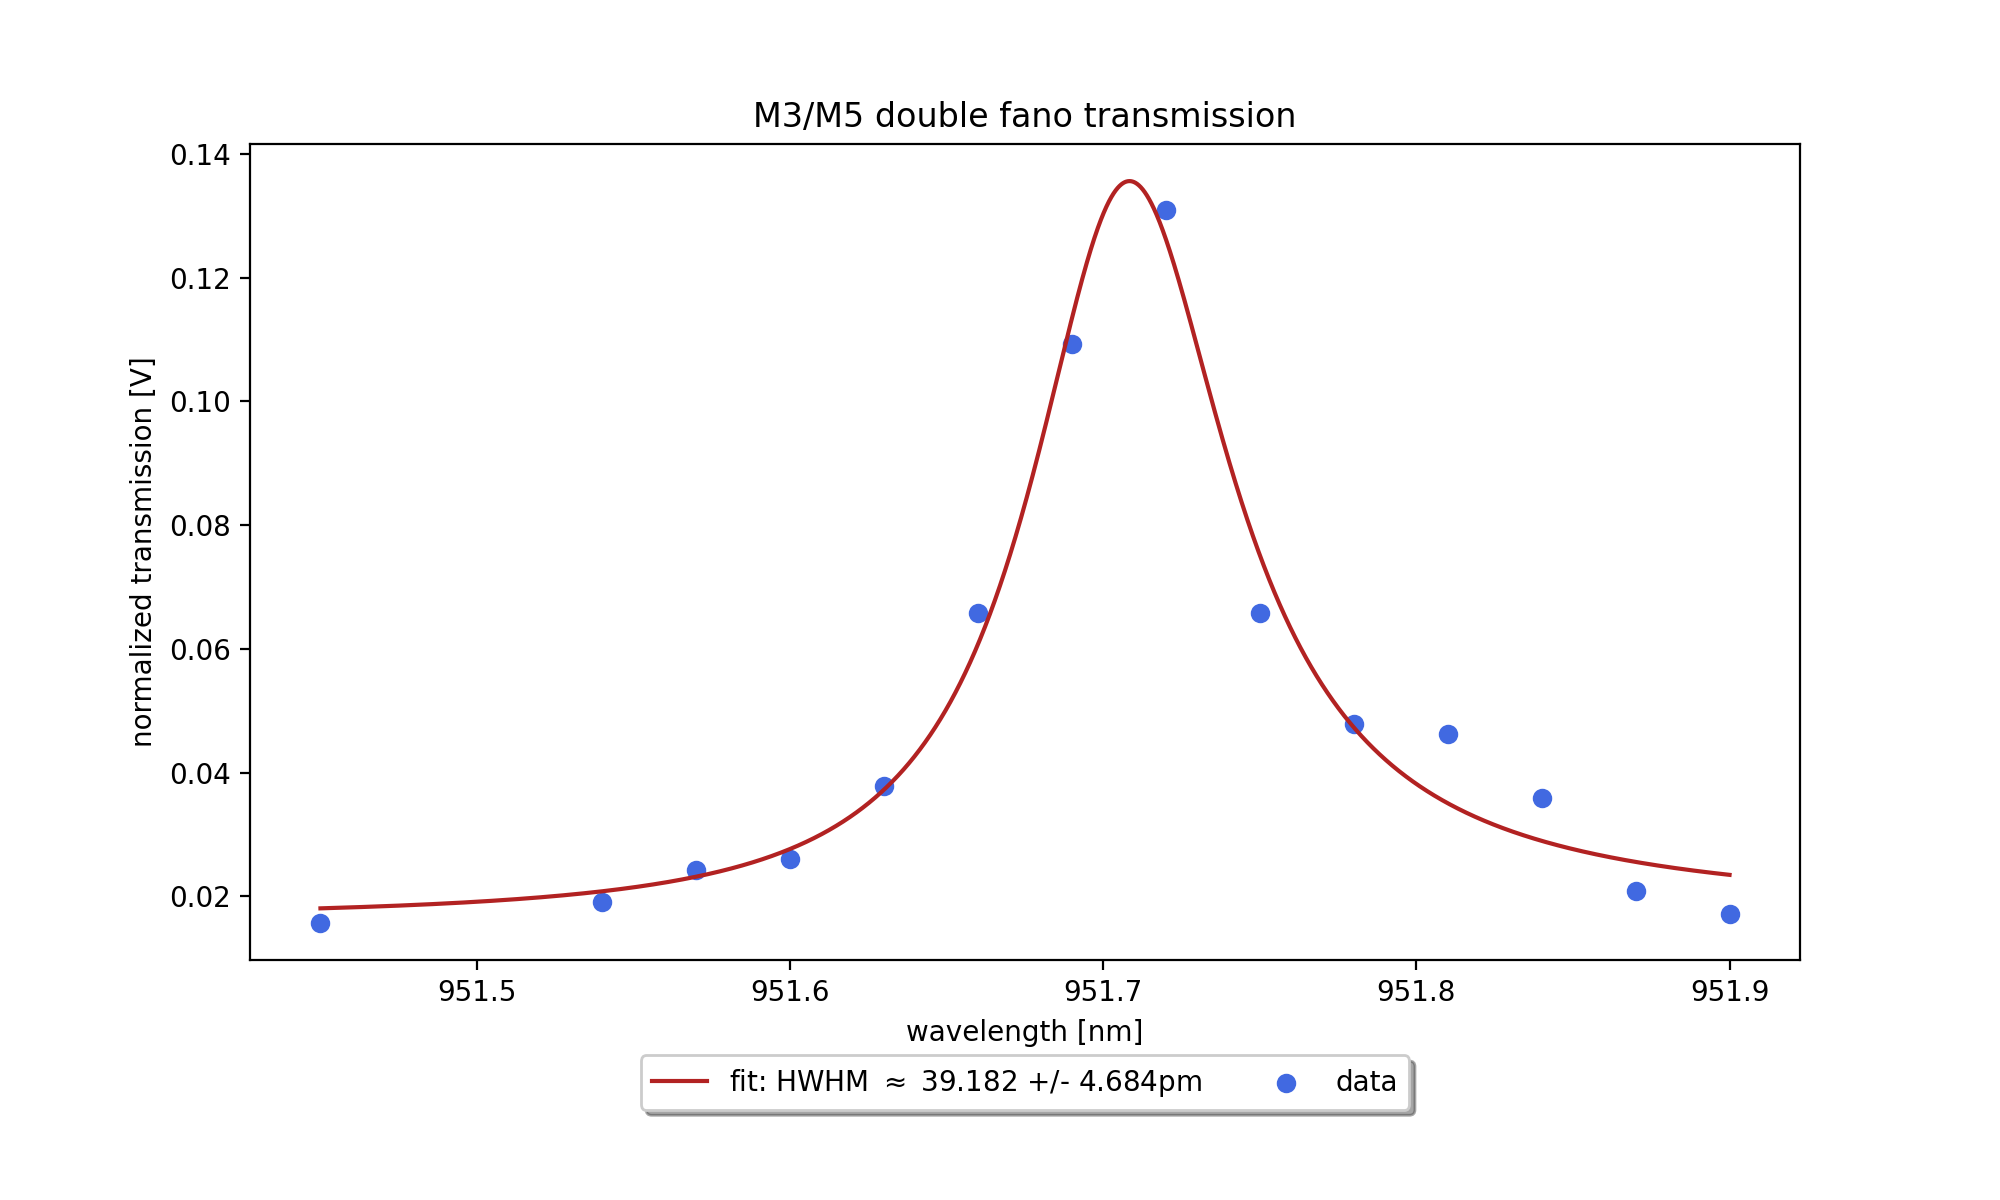 M3/M5 double fano transmission
0.14
0.12
0.10
0.08
0.06
0.04
0.02
normalized transmission [V]
951.5 951.6 951.7 951.8 951.9
wavelength [nm]
fit: HWHM ≈ 39.182 +/- 4.684pm data